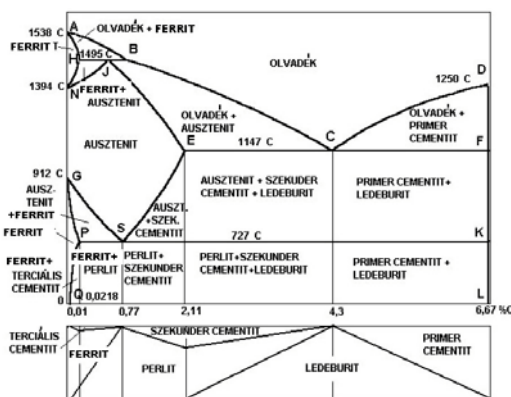 1538 C A
OLVADÉK + FERRIT
FERRIT
H 1495 C B
J
OLVADÉK
D
1250 C
1394 C N
FERRIT+
AUSZTENIT
OLVADÉK +
AUSZTENIT
OLVADÉK +
PRIMER
CEMENTIT
AUSZTENIT
E 1147 C C F
912 C G
AUSZ-
TENIT
+FERRIT
AUSZT.
+SZEK.
CEMENTIT
AUSZTENIT + SZEKUDER
CEMENTIT + LEDEBURIT
PRIMER CEMENTIT+
LEDEBURIT
FERRIT
P S 727 C K
FERRIT+
TERCIÁLIS
CEMENTIT
FERRIT+
PERLIT
PERLIT+
SZEKUNDER
CEMENTIT
PERLIT+SZEKUNDER
CEMENTIT+LEDEBURIT
PRIMER CEMENTIT +
LEDEBURIT
Q 0,0218 L
0
0,01 0,77 2,11 4,3 6,67 %C
TERCIÁLIS
CEMENTIT
FERRIT
SZEKUNDER CEMENTIT
PERLIT
LEDEBURIT
PRIMER
CEMENTIT